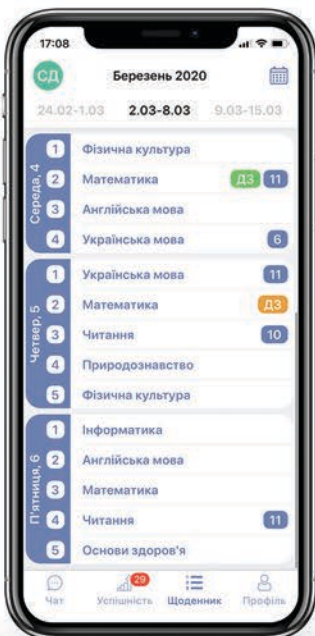 17:08
СД
Березень 2020
24.02-1.03 2.03-8.03 9.03-15.03
Середа, 4
1 Фізична культура
2 Математика ДЗ 11
3 Англійська мова
4 Українська мова 6
Четвер, 5
1 Українська мова 11
2 Математика ДЗ
3 Читання 10
4 Природознавство
5 Фізична культура
П'ятниця, 6
1 Інформатика
2 Англійська мова
3 Математика
4 Читання 11
5 Основи здоров'я
29
Чат Успішність Щоденник Профіль